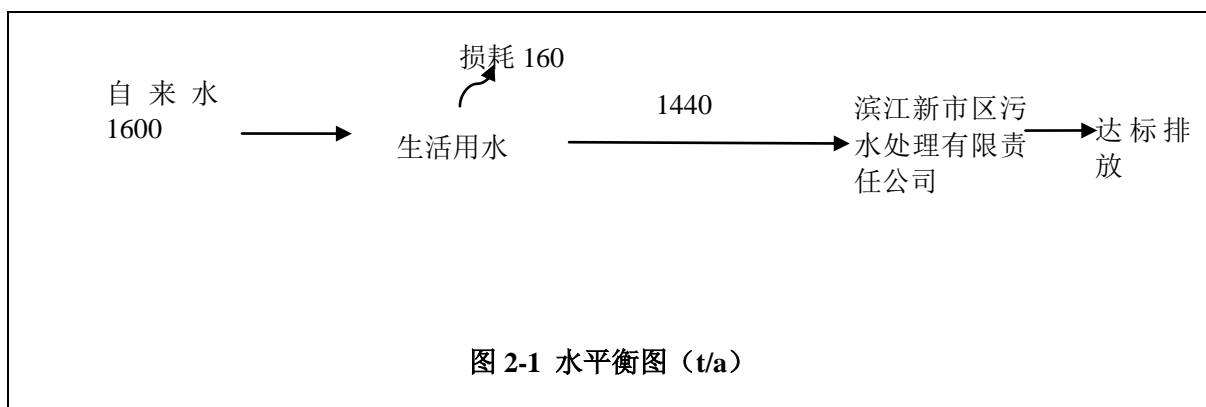 损耗 160
自 来 水
1600
生活用水
1440
滨江新市区污
水处理有限责
任公司
达 标 排
放
图 2-1 水平衡图（t/a）